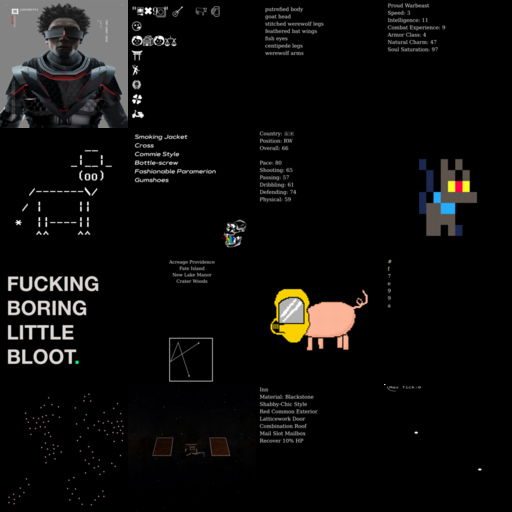 putrefied body
goat head
stitched werewolf legs
feathered bat wings
fish eyes
centipede legs
werewolf arms
Proud Warbeast
Speed: 3
Intelligence: 11
Combat Experience: 9
Armor Class: 4
Natural Charm: 47
Soul Saturation: 97
Smoking Jacket
Cross
Commie Style
Bottle-screw
Fashionable Pomeranian
Gumshoes
Country: 🇬🇪
Position: RW
Overall: 66
Pace: 80
Shooting: 65
Passing: 57
Dribbling: 61
Defending: 74
Physical: 59
FUCKING
BORING
LITTLE
BLOOT.
Acreage Providence
Fate Island
New Lake Manor
Crater Woods
#
f
7
e
9
9
a
Inn
Material: Blackstone
Shabby-Chic Style
Red Common Exterior
Latticework Door
Combination Roof
Mail Slot Mailbox
Recover 10% HP